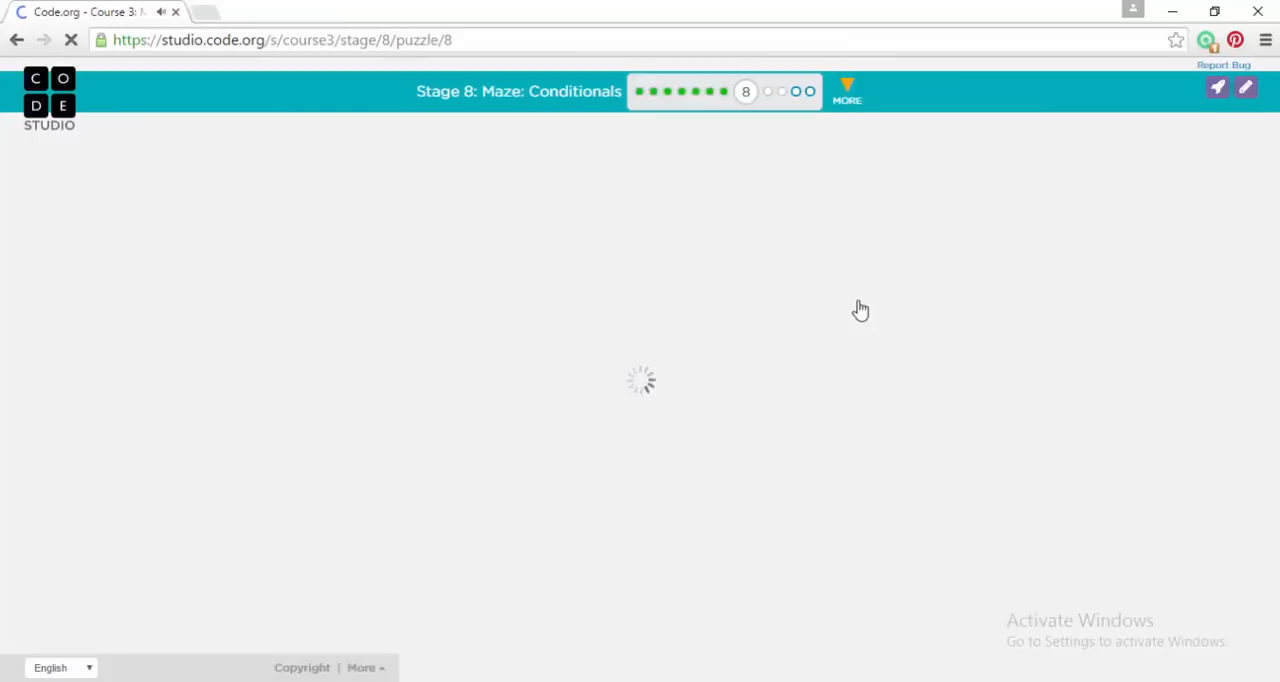 Code.org - Course 3:
https://studio.code.org/s/course3/stage/8/puzzle/8
Report Bug
C O
D E
STUDIO
Stage 8: Maze: Conditionals
8
MORE
Activate Windows
Go to Settings to activate Windows.
English
Copyright | More